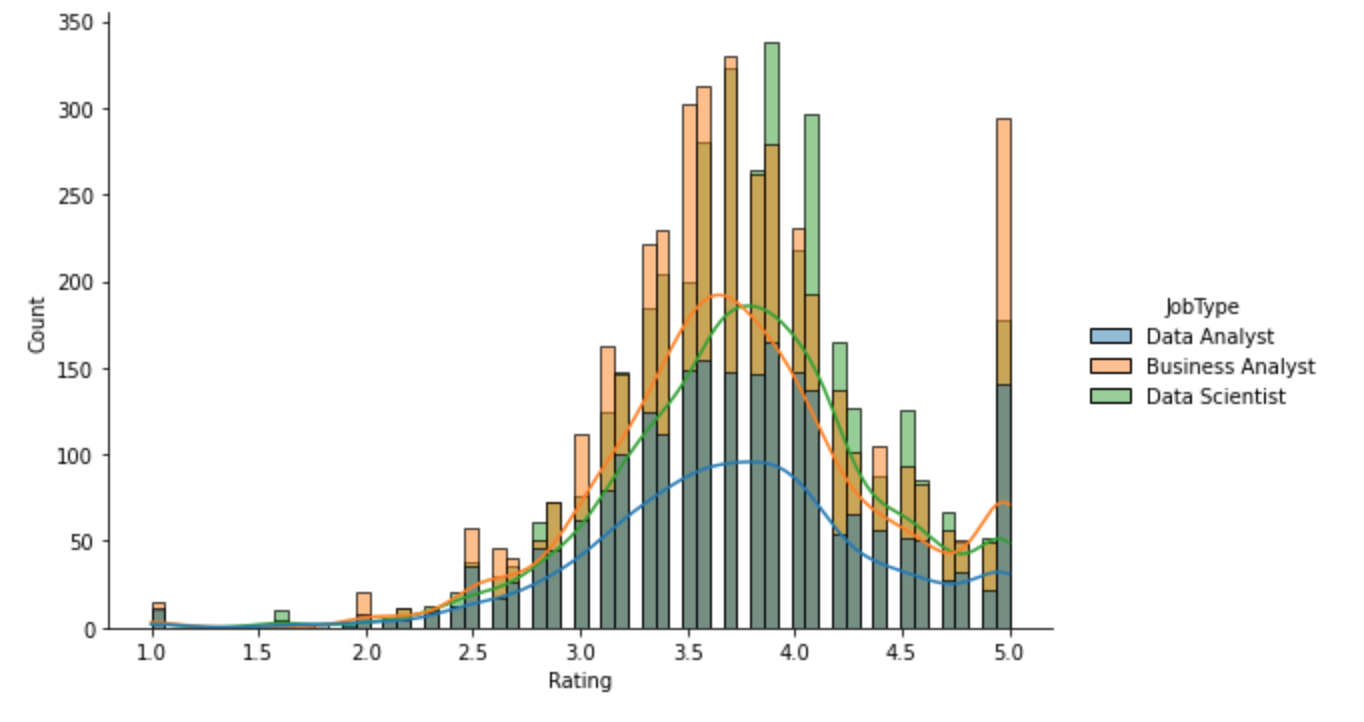 350
300
250
200
150
100
50
0
Count
1.0 1.5 2.0 2.5 3.0 3.5 4.0 4.5 5.0
Rating
JobType
Data Analyst
Business Analyst
Data Scientist